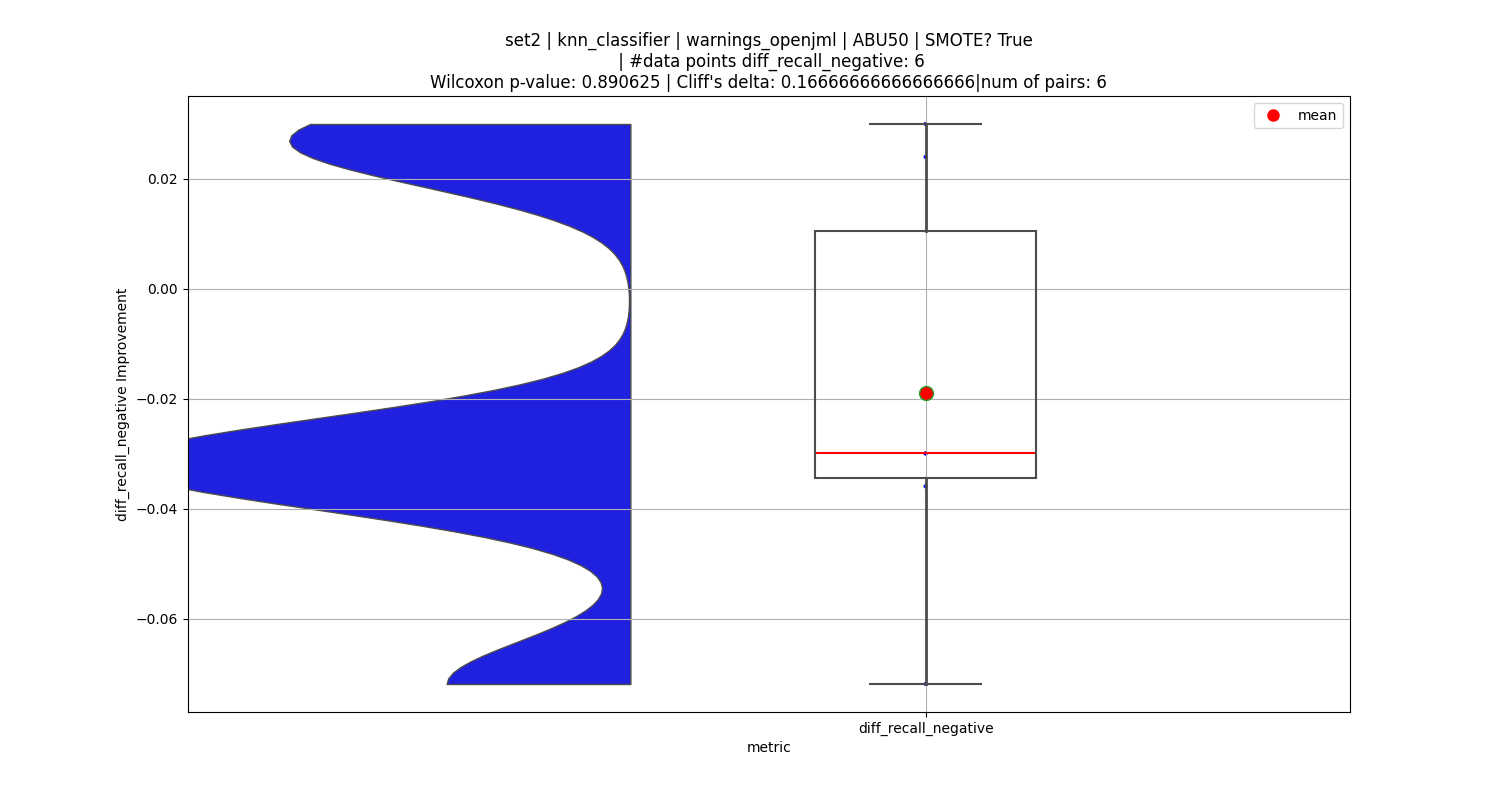 set2 | knn_classifier | warnings_openjml | ABU50 | SMOTE? True
| #data points diff_recall_negative: 6
Wilcoxon p-value: 0.890625 | Cliff's delta: 0.16666666666666666|num of pairs: 6
mean
0.02
0.00
−0.02
−0.04
−0.06
diff_recall_negative Improvement
diff_recall_negative
metric